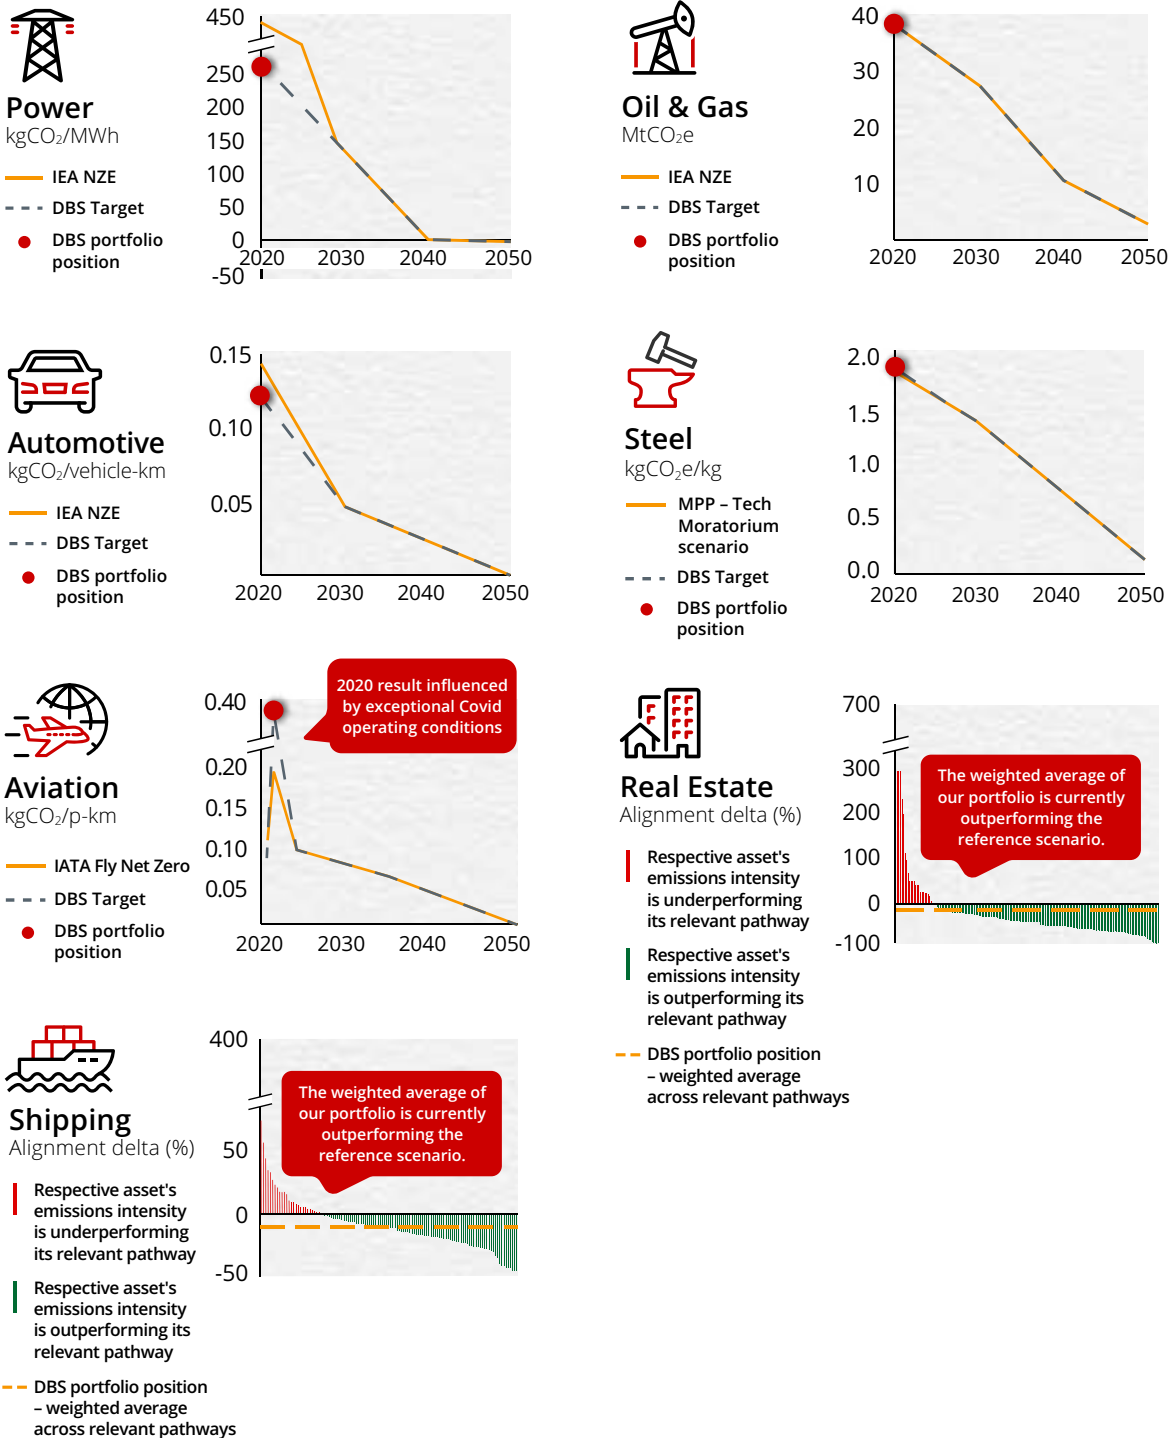 Power
kgCO₂/MWh
IEA NZE
DBS Target
DBS portfolio
position
450
250
200
150
100
50
0
-50
2020
2030
2040
2050
Oil & Gas
MtCO₂e
IEA NZE
DBS Target
DBS portfolio
position
40
30
20
10
2020
2030
2040
2050
Automotive
kgCO₂/vehicle-km
IEA NZE
DBS Target
DBS portfolio
position
0.15
0.10
0.05
2020
2030
2040
2050
Steel
kgCO₂e/kg
MPP – Tech
Moratorium
scenario
DBS Target
DBS portfolio
position
2.0
1.5
1.0
0.5
0.0
2020
2030
2040
2050
Aviation
kgCO₂/p-km
IATA Fly Net Zero
DBS Target
DBS portfolio
position
0.40
0.20
0.15
0.10
0.05
2020
2030
2040
2050
2020 result influenced
by exceptional Covid
operating conditions
Real Estate
Alignment delta (%)
Respective asset's
emissions intensity
is underperforming
its relevant pathway
Respective asset's
emissions intensity
is outperforming its
relevant pathway
DBS portfolio position
– weighted average
across relevant pathways
700
300
200
100
0
-100
The weighted average of
our portfolio is currently
outperforming the
reference scenario.
Shipping
Alignment delta (%)
Respective asset's
emissions intensity
is underperforming
its relevant pathway
Respective asset's
emissions intensity
is outperforming its
relevant pathway
DBS portfolio position
– weighted average
across relevant pathways
400
50
0
-50
The weighted average of
our portfolio is currently
outperforming the
reference scenario.